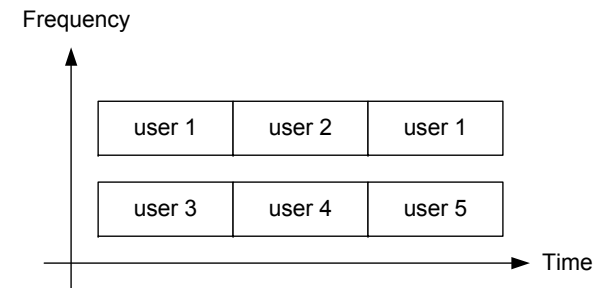 Frequency
user 1 user 2 user 1
user 3 user 4 user 5
Time